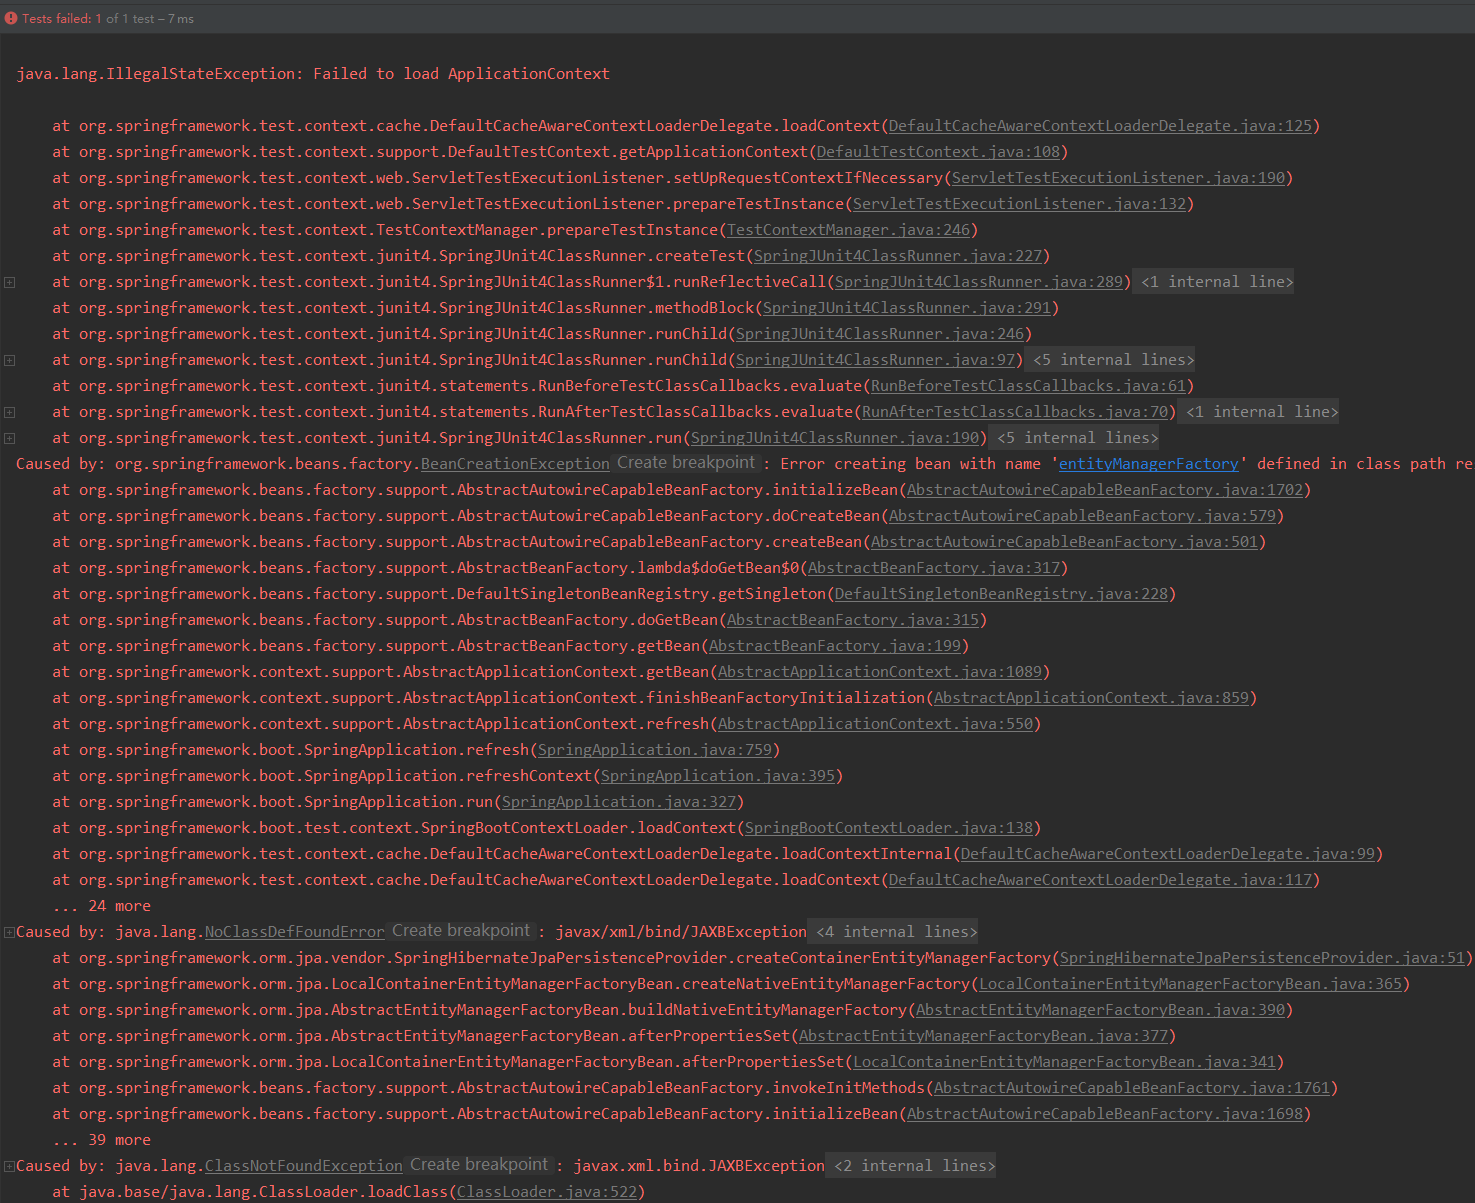 Tests failed: 1 of 1 test – 7 ms
java.lang.IllegalStateException: Failed to load ApplicationContext
at org.springframework.test.context.cache.DefaultCacheAwareContextLoaderDelegate.loadContext(DefaultCacheAwareContextLoaderDelegate.java:125)
at org.springframework.test.context.support.DefaultTestContext.getApplicationContext(DefaultTestContext.java:108)
at org.springframework.test.context.web.ServletTestExecutionListener.setUpRequestContextIfNecessary(ServletTestExecutionListener.java:190)
at org.springframework.test.context.web.ServletTestExecutionListener.prepareTestInstance(ServletTestExecutionListener.java:132)
at org.springframework.test.context.TestContextManager.prepareTestInstance(TestContextManager.java:246)
at org.springframework.test.context.junit4.SpringJUnit4ClassRunner.createTest(SpringJUnit4ClassRunner.java:227)
at org.springframework.test.context.junit4.SpringJUnit4ClassRunner$1.runReflectiveCall(SpringJUnit4ClassRunner.java:289) <1 internal line>
at org.springframework.test.context.junit4.SpringJUnit4ClassRunner.methodBlock(SpringJUnit4ClassRunner.java:291)
at org.springframework.test.context.junit4.SpringJUnit4ClassRunner.runChild(SpringJUnit4ClassRunner.java:246)
at org.springframework.test.context.junit4.SpringJUnit4ClassRunner.runChild(SpringJUnit4ClassRunner.java:97) <5 internal lines>
at org.springframework.test.context.junit4.statements.RunBeforeTestClassCallbacks.evaluate(RunBeforeTestClassCallbacks.java:61)
at org.springframework.test.context.junit4.statements.RunAfterTestClassCallbacks.evaluate(RunAfterTestClassCallbacks.java:70) <1 internal line>
at org.springframework.test.context.junit4.SpringJUnit4ClassRunner.run(SpringJUnit4ClassRunner.java:190) <5 internal lines>
Caused by: org.springframework.beans.factory.BeanCreationException Create breakpoint : Error creating bean with name 'entityManagerFactory' defined in class path re
at org.springframework.beans.factory.support.AbstractAutowireCapableBeanFactory.initializeBean(AbstractAutowireCapableBeanFactory.java:1702)
at org.springframework.beans.factory.support.AbstractAutowireCapableBeanFactory.doCreateBean(AbstractAutowireCapableBeanFactory.java:579)
at org.springframework.beans.factory.support.AbstractAutowireCapableBeanFactory.createBean(AbstractAutowireCapableBeanFactory.java:501)
at org.springframework.beans.factory.support.AbstractBeanFactory.lambda$doGetBean$0(AbstractBeanFactory.java:317)
at org.springframework.beans.factory.support.DefaultSingletonBeanRegistry.getSingleton(DefaultSingletonBeanRegistry.java:228)
at org.springframework.beans.factory.support.AbstractBeanFactory.doGetBean(AbstractBeanFactory.java:315)
at org.springframework.beans.factory.support.AbstractBeanFactory.getBean(AbstractBeanFactory.java:199)
at org.springframework.context.support.AbstractApplicationContext.getBean(AbstractApplicationContext.java:1089)
at org.springframework.context.support.AbstractApplicationContext.finishBeanFactoryInitialization(AbstractApplicationContext.java:859)
at org.springframework.context.support.AbstractApplicationContext.refresh(AbstractApplicationContext.java:550)
at org.springframework.boot.SpringApplication.refresh(SpringApplication.java:759)
at org.springframework.boot.SpringApplication.refreshContext(SpringApplication.java:395)
at org.springframework.boot.SpringApplication.run(SpringApplication.java:327)
at org.springframework.boot.test.context.SpringBootContextLoader.loadContext(SpringBootContextLoader.java:138)
at org.springframework.test.context.cache.DefaultCacheAwareContextLoaderDelegate.loadContextInternal(DefaultCacheAwareContextLoaderDelegate.java:99)
at org.springframework.test.context.cache.DefaultCacheAwareContextLoaderDelegate.loadContext(DefaultCacheAwareContextLoaderDelegate.java:117)
... 24 more
Caused by: java.lang.NoClassDefFoundError Create breakpoint : javax/xml/bind/JAXBException <4 internal lines>
at org.springframework.orm.jpa.vendor.SpringHibernateJpaPersistenceProvider.createContainerEntityManagerFactory(SpringHibernateJpaPersistenceProvider.java:51)
at org.springframework.orm.jpa.LocalContainerEntityManagerFactoryBean.createNativeEntityManagerFactory(LocalContainerEntityManagerFactoryBean.java:365)
at org.springframework.orm.jpa.AbstractEntityManagerFactoryBean.buildNativeEntityManagerFactory(AbstractEntityManagerFactoryBean.java:390)
at org.springframework.orm.jpa.AbstractEntityManagerFactoryBean.afterPropertiesSet(AbstractEntityManagerFactoryBean.java:377)
at org.springframework.orm.jpa.LocalContainerEntityManagerFactoryBean.afterPropertiesSet(LocalContainerEntityManagerFactoryBean.java:341)
at org.springframework.beans.factory.support.AbstractAutowireCapableBeanFactory.invokeInitMethods(AbstractAutowireCapableBeanFactory.java:1761)
at org.springframework.beans.factory.support.AbstractAutowireCapableBeanFactory.initializeBean(AbstractAutowireCapableBeanFactory.java:1698)
... 39 more
Caused by: java.lang.ClassNotFoundException Create breakpoint : javax.xml.bind.JAXBException <2 internal lines>
at java.base/java.lang.ClassLoader.loadClass(ClassLoader.java:522)